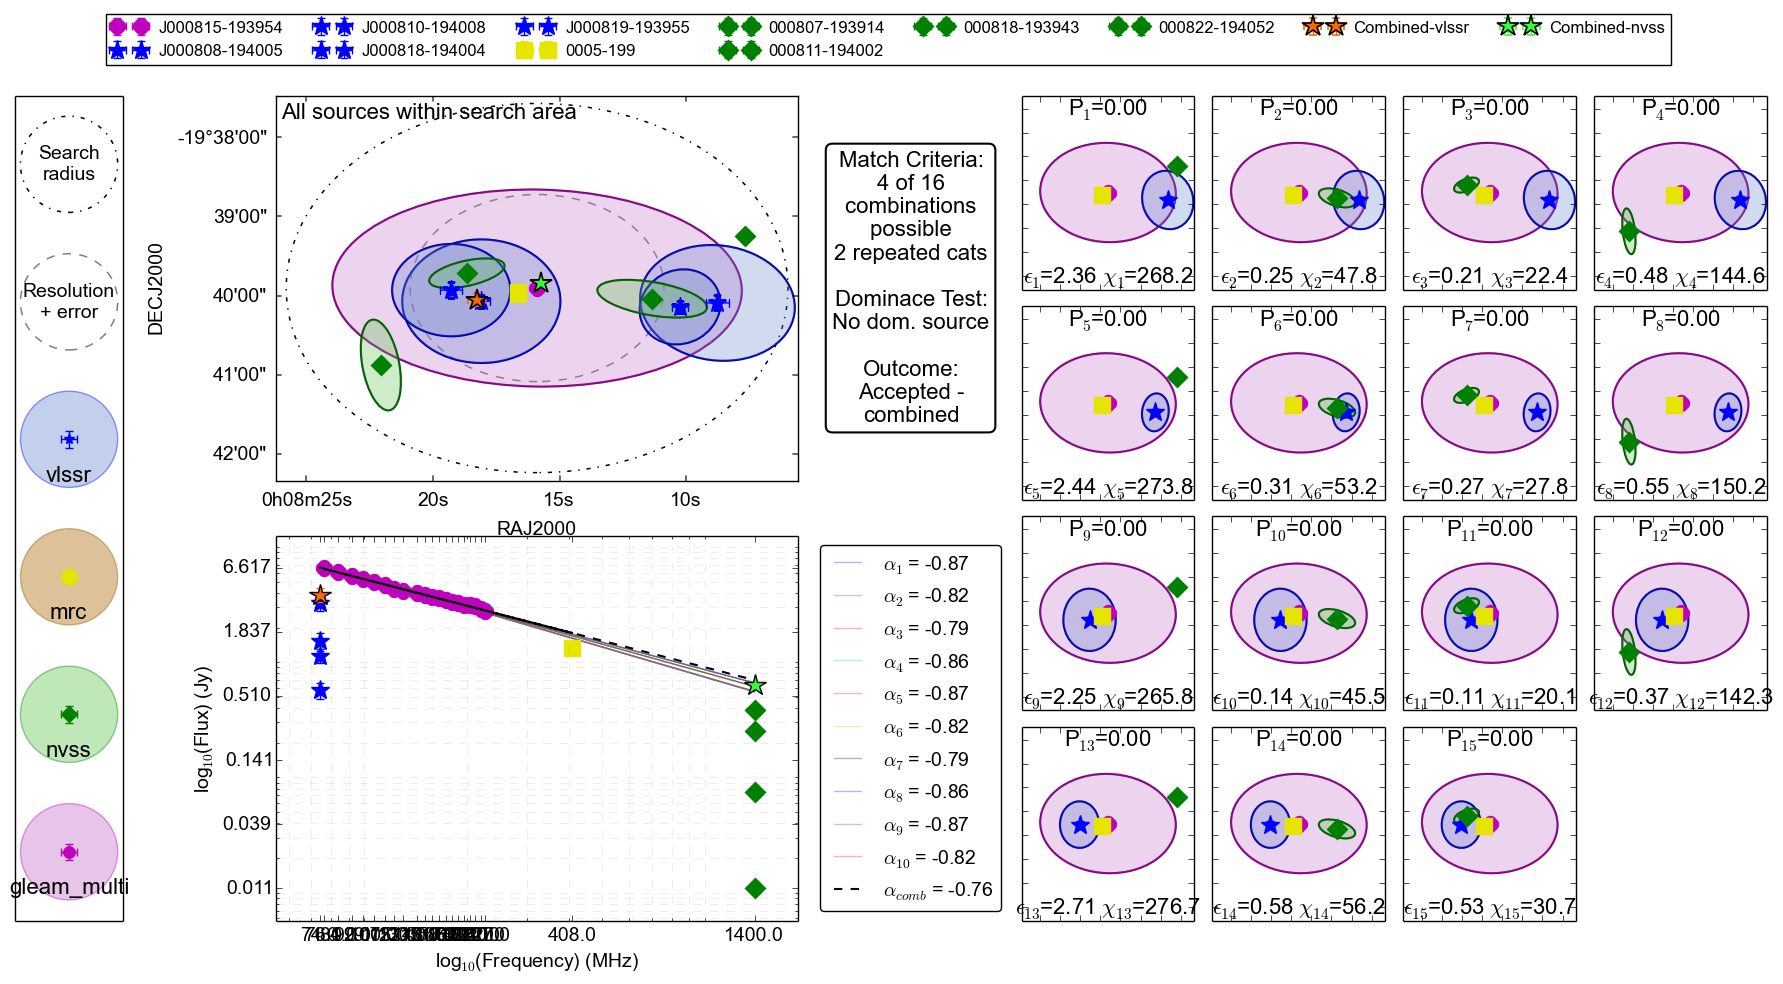 J000815-193954 J000810-194008 J000819-193955 000807-193914 000818-193943 000822-194052 Combined-vlssr Combined-nvss
J000808-194005 J000818-194004 0005-199 000811-194002
Search
radius
Resolution
+ error
vlssr
mrc
nvss
gleam_multi
All sources within search area
DECJ2000
-19°38'00"
39'00"
40'00"
41'00"
42'00"
0h08m25s 20s 15s 10s
RAJ2000
Match Criteria:
4 of 16
combinations
possible
2 repeated cats
Dominace Test:
No dom. source
Outcome:
Accepted -
combined
log10(Flux) (Jy)
6.617
1.837
0.510
0.141
0.039
0.011
408.0 1400.0
log10(Frequency) (MHz)
α1 = -0.87
α2 = -0.82
α3 = -0.79
α4 = -0.86
α5 = -0.87
α6 = -0.82
α7 = -0.79
α8 = -0.86
α9 = -0.87
α10 = -0.82
αcomb = -0.76
P1=0.00 P2=0.00 P3=0.00 P4=0.00
ϵ1=2.36 χ1=268.2 ϵ2=0.25 χ2=47.8 ϵ3=0.21 χ3=22.4 ϵ4=0.48 χ4=144.6
P5=0.00 P6=0.00 P7=0.00 P8=0.00
ϵ5=2.44 χ5=273.8 ϵ6=0.31 χ6=53.2 ϵ7=0.27 χ7=27.8 ϵ8=0.55 χ8=150.2
P9=0.00 P10=0.00 P11=0.00 P12=0.00
ϵ9=2.25 χ9=265.8 ϵ10=0.14 χ10=45.5 ϵ11=0.11 χ11=20.1 ϵ12=0.37 χ12=142.3
P13=0.00 P14=0.00 P15=0.00
ϵ13=2.71 χ13=276.7 ϵ14=0.58 χ14=56.2 ϵ15=0.53 χ15=30.7